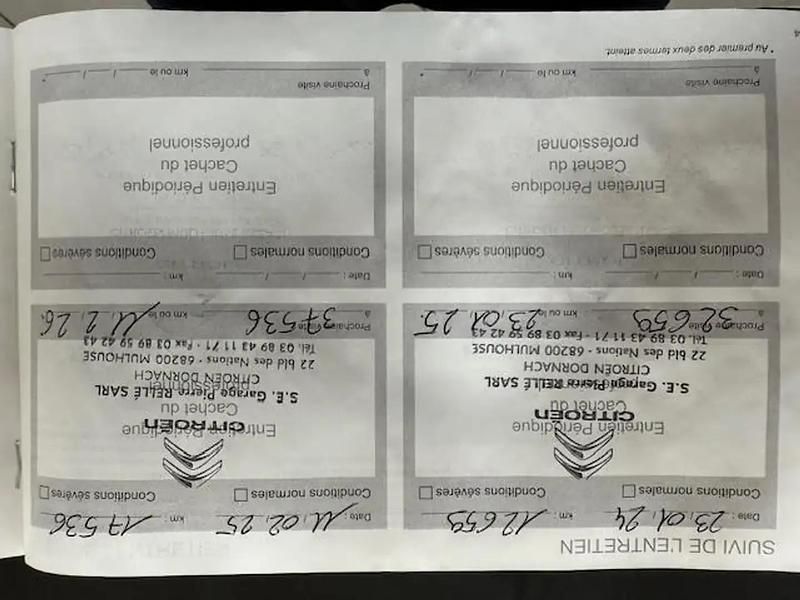 SUIVI DE L'ENTRETIEN
Date : 23, 01, 24 km : 12 659
Conditions normales Conditions sévères
Entretien Périodique
Cachet du
professionnel
CITROËN
S.E. Garage Pierre RELLÉ SARL
CITROËN DORNACH
22 bld des Nations - 68200 MULHOUSE
Tél. 03 89 43 11 71 - Fax 03 89 59 42 43
Prochaine visite
32659 km ou le 23, 01, 25.
Date : 11, 02, 25 km : 17 536
Conditions normales Conditions sévères
Entretien Périodique
Cachet du
professionnel
CITROËN
S.E. Garage Pierre RELLÉ SARL
CITROËN DORNACH
22 bld des Nations - 68200 MULHOUSE
Tél. 03 89 43 11 71 - Fax 03 89 59 42 43
Prochaine visite
37536 km ou le 11, 2, 26.
Date : / / km :
Conditions normales Conditions sévères
Entretien Périodique
Cachet du
professionnel
Prochaine visite
à km ou le / / *
Date : / / km :
Conditions normales Conditions sévères
Entretien Périodique
Cachet du
professionnel
Prochaine visite
à km ou le / / *
* Au premier des deux termes atteint.